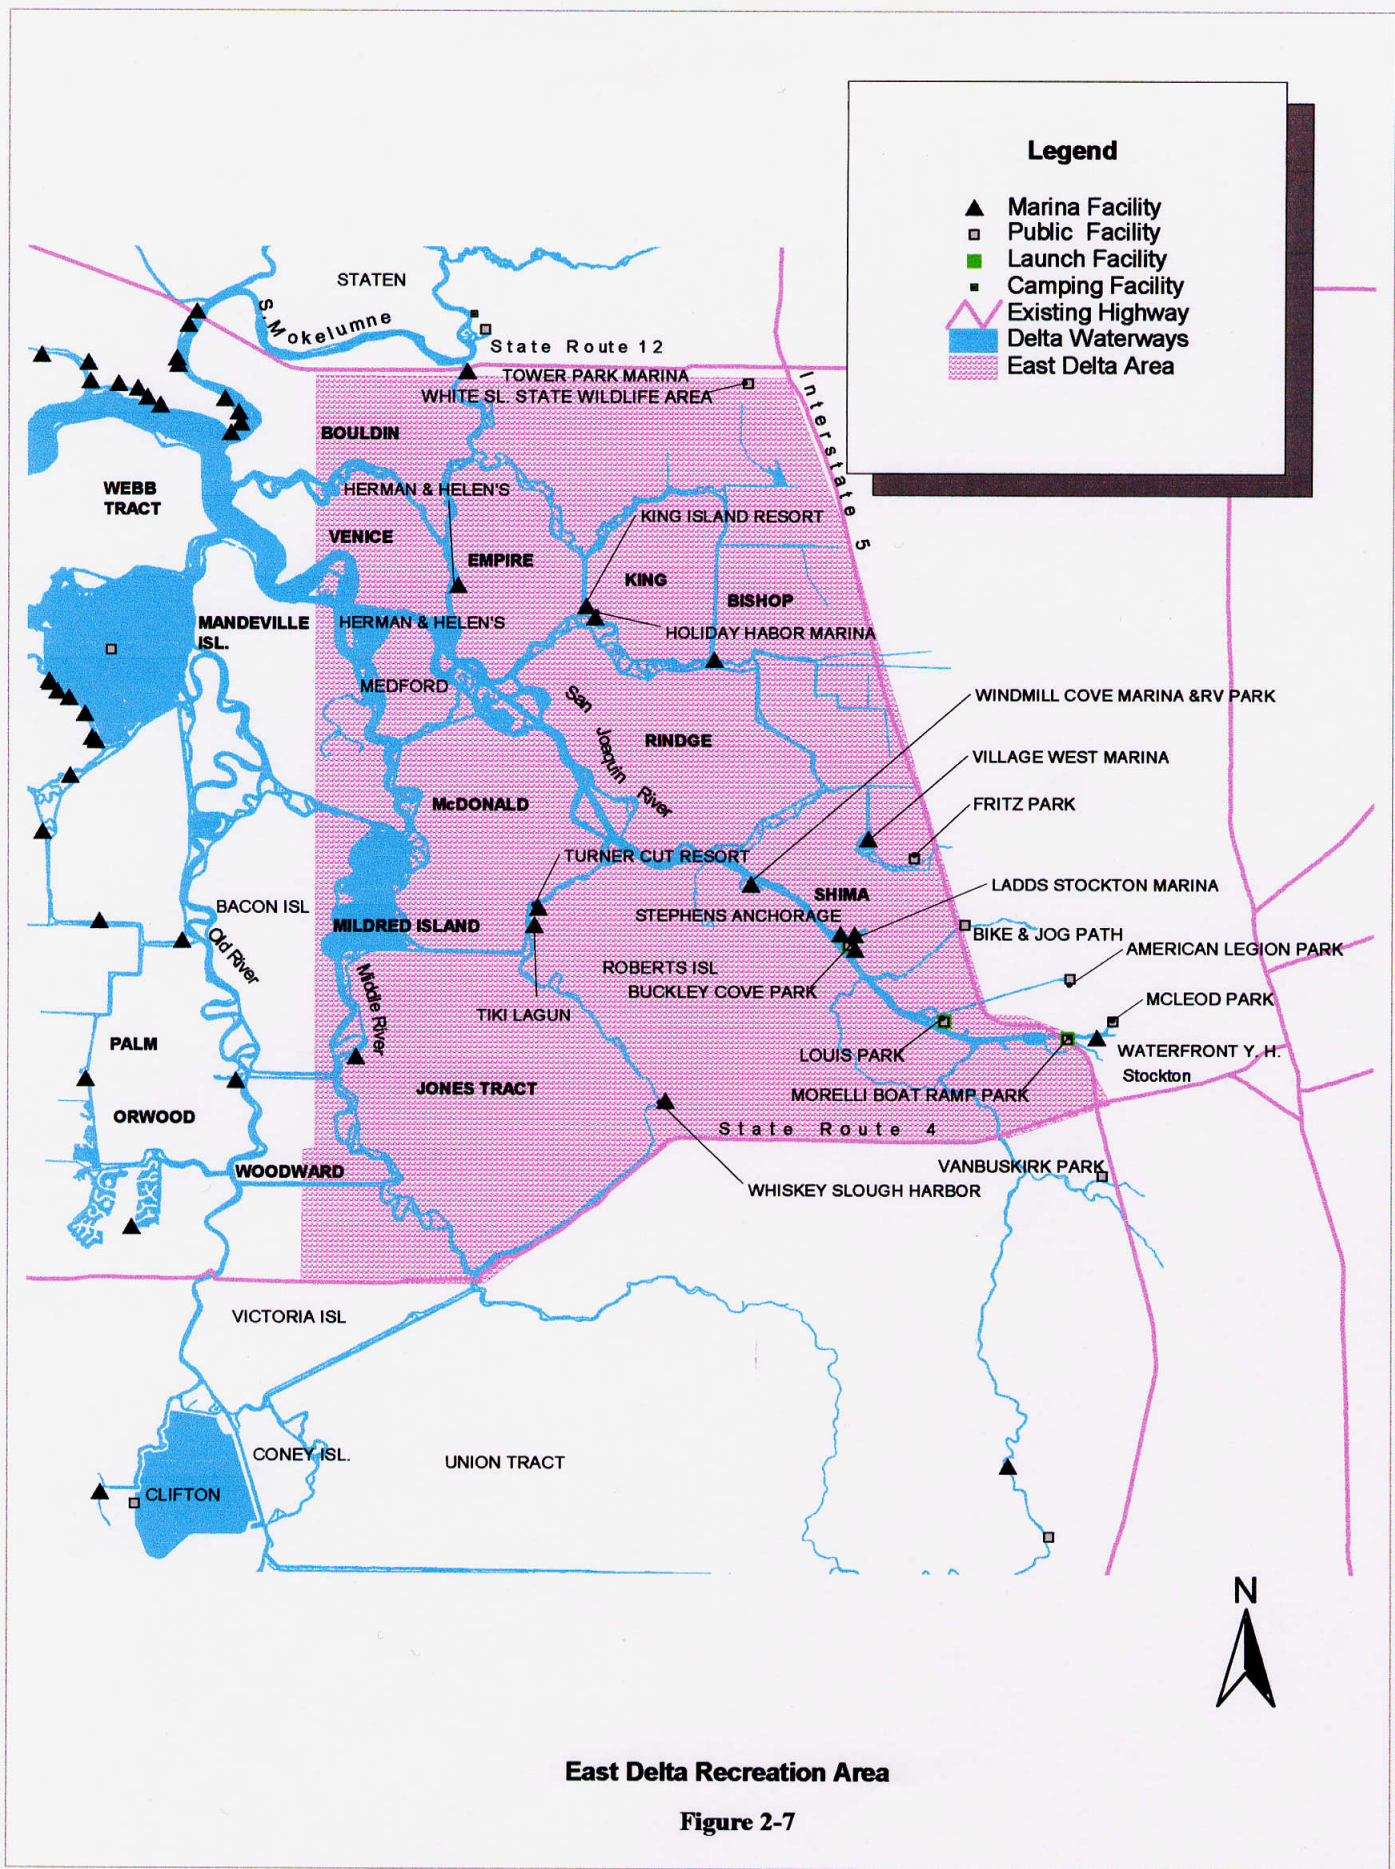 Legend
Marina Facility
Public Facility
Launch Facility
Camping Facility
Existing Highway
Delta Waterways
East Delta Area
STATEN
S. Mokelumne
State Route 12
TOWER PARK MARINA
WHITE SL. STATE WILDLIFE AREA
Interstate 5
BOULDIN
HERMAN & HELEN'S
WEBB
TRACT
KING ISLAND RESORT
VENICE
EMPIRE
KING
BISHOP
MANDEVILLE
ISL.
HERMAN & HELEN'S
HOLIDAY HABOR MARINA
MEDFORD
San Joaquin River
WINDMILL COVE MARINA &RV PARK
RINDGE
VILLAGE WEST MARINA
McDONALD
FRITZ PARK
TURNER CUT RESORT
LADDS STOCKTON MARINA
SHIMA
BACON ISL
STEPHENS ANCHORAGE
MILDRED ISLAND
BIKE & JOG PATH
Old River
AMERICAN LEGION PARK
ROBERTS ISL
Middle River
BUCKLEY COVE PARK
MCLEOD PARK
TIKI LAGUN
PALM
LOUIS PARK
WATERFRONT Y. H.
Stockton
JONES TRACT
MORELLI BOAT RAMP PARK
ORWOOD
State Route 4
WOODWARD
VANBUSKIRK PARK
WHISKEY SLOUGH HARBOR
VICTORIA ISL
CONEY ISL.
UNION TRACT
CLIFTON
N
East Delta Recreation Area
Figure 2-7